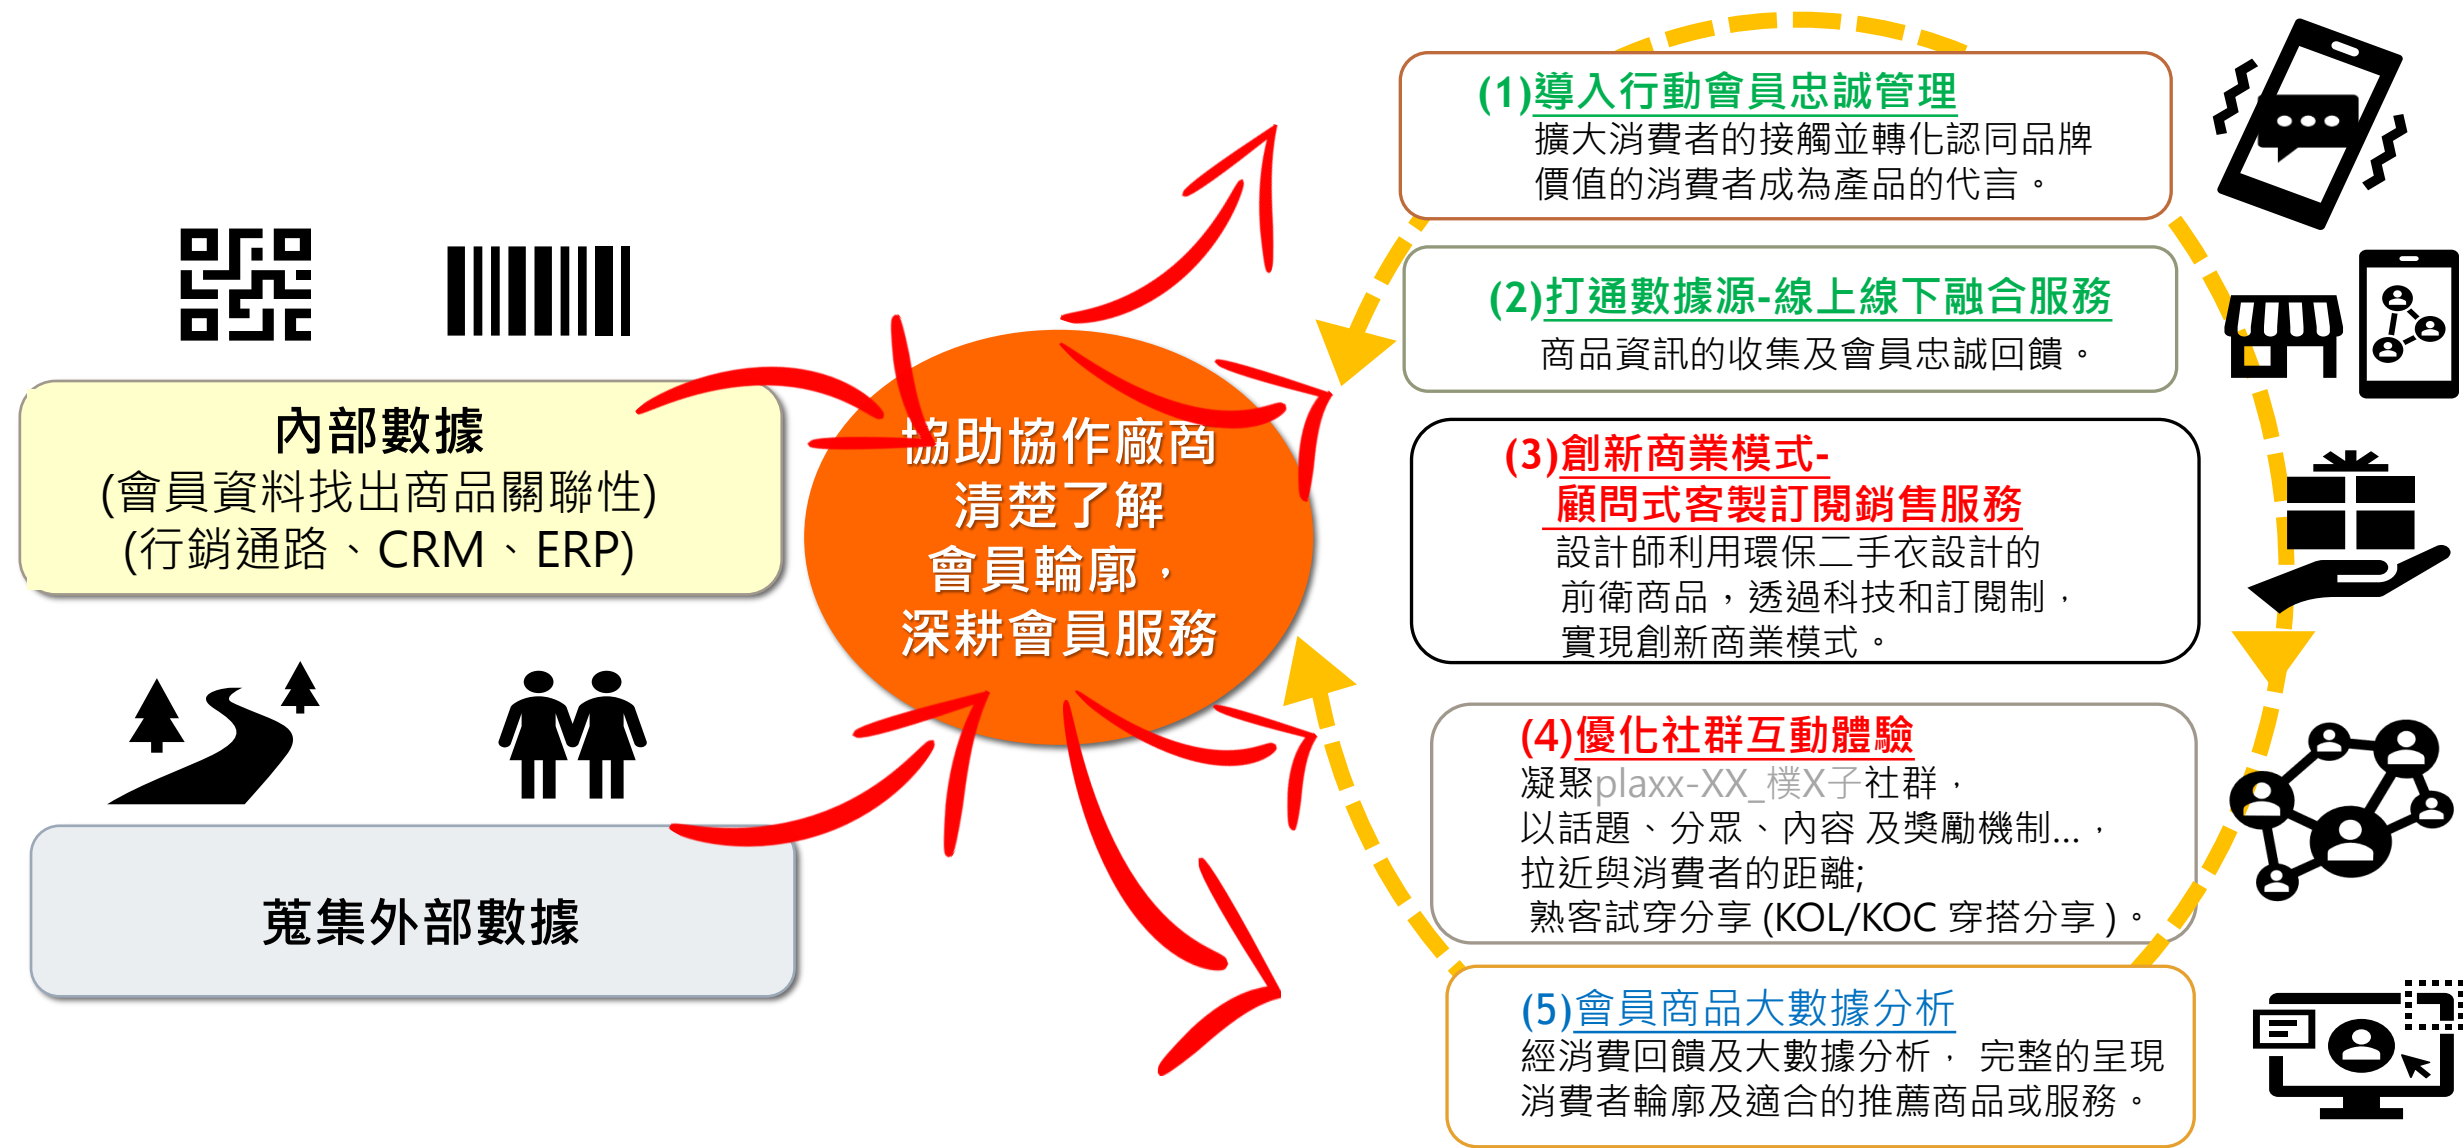 內部數據
(會員資料找出商品關聯性)
(行銷通路、CRM、ERP)
蒐集外部數據
協助協作廠商
清楚了解
會員輪廓，
深耕會員服務
(1)導入行動會員忠誠管理
擴大消費者的接觸並轉化認同品牌
價值的消費者成為產品的代言。
(2)打通數據源-線上線下融合服務
商品資訊的收集及會員忠誠回饋。
(3)創新商業模式-
顧問式客製訂閱銷售服務
設計師利用環保二手衣設計的
前衛商品，透過科技和訂閱制，
實現創新商業模式。
(4)優化社群互動體驗
凝聚plaxx-XX_樸X子社群，
以話題、分眾、內容 及獎勵機制...，
拉近與消費者的距離;
熟客試穿分享 (KOL/KOC 穿搭分享 )。
(5)會員商品大數據分析
經消費回饋及大數據分析， 完整的呈現
消費者輪廓及適合的推薦商品或服務。